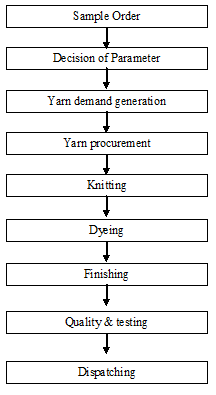 Sample Order
Decision of Parameter
Yarn demand generation
Yarn procurement
Knitting
Dyeing
Finishing
Quality & testing
Dispatching